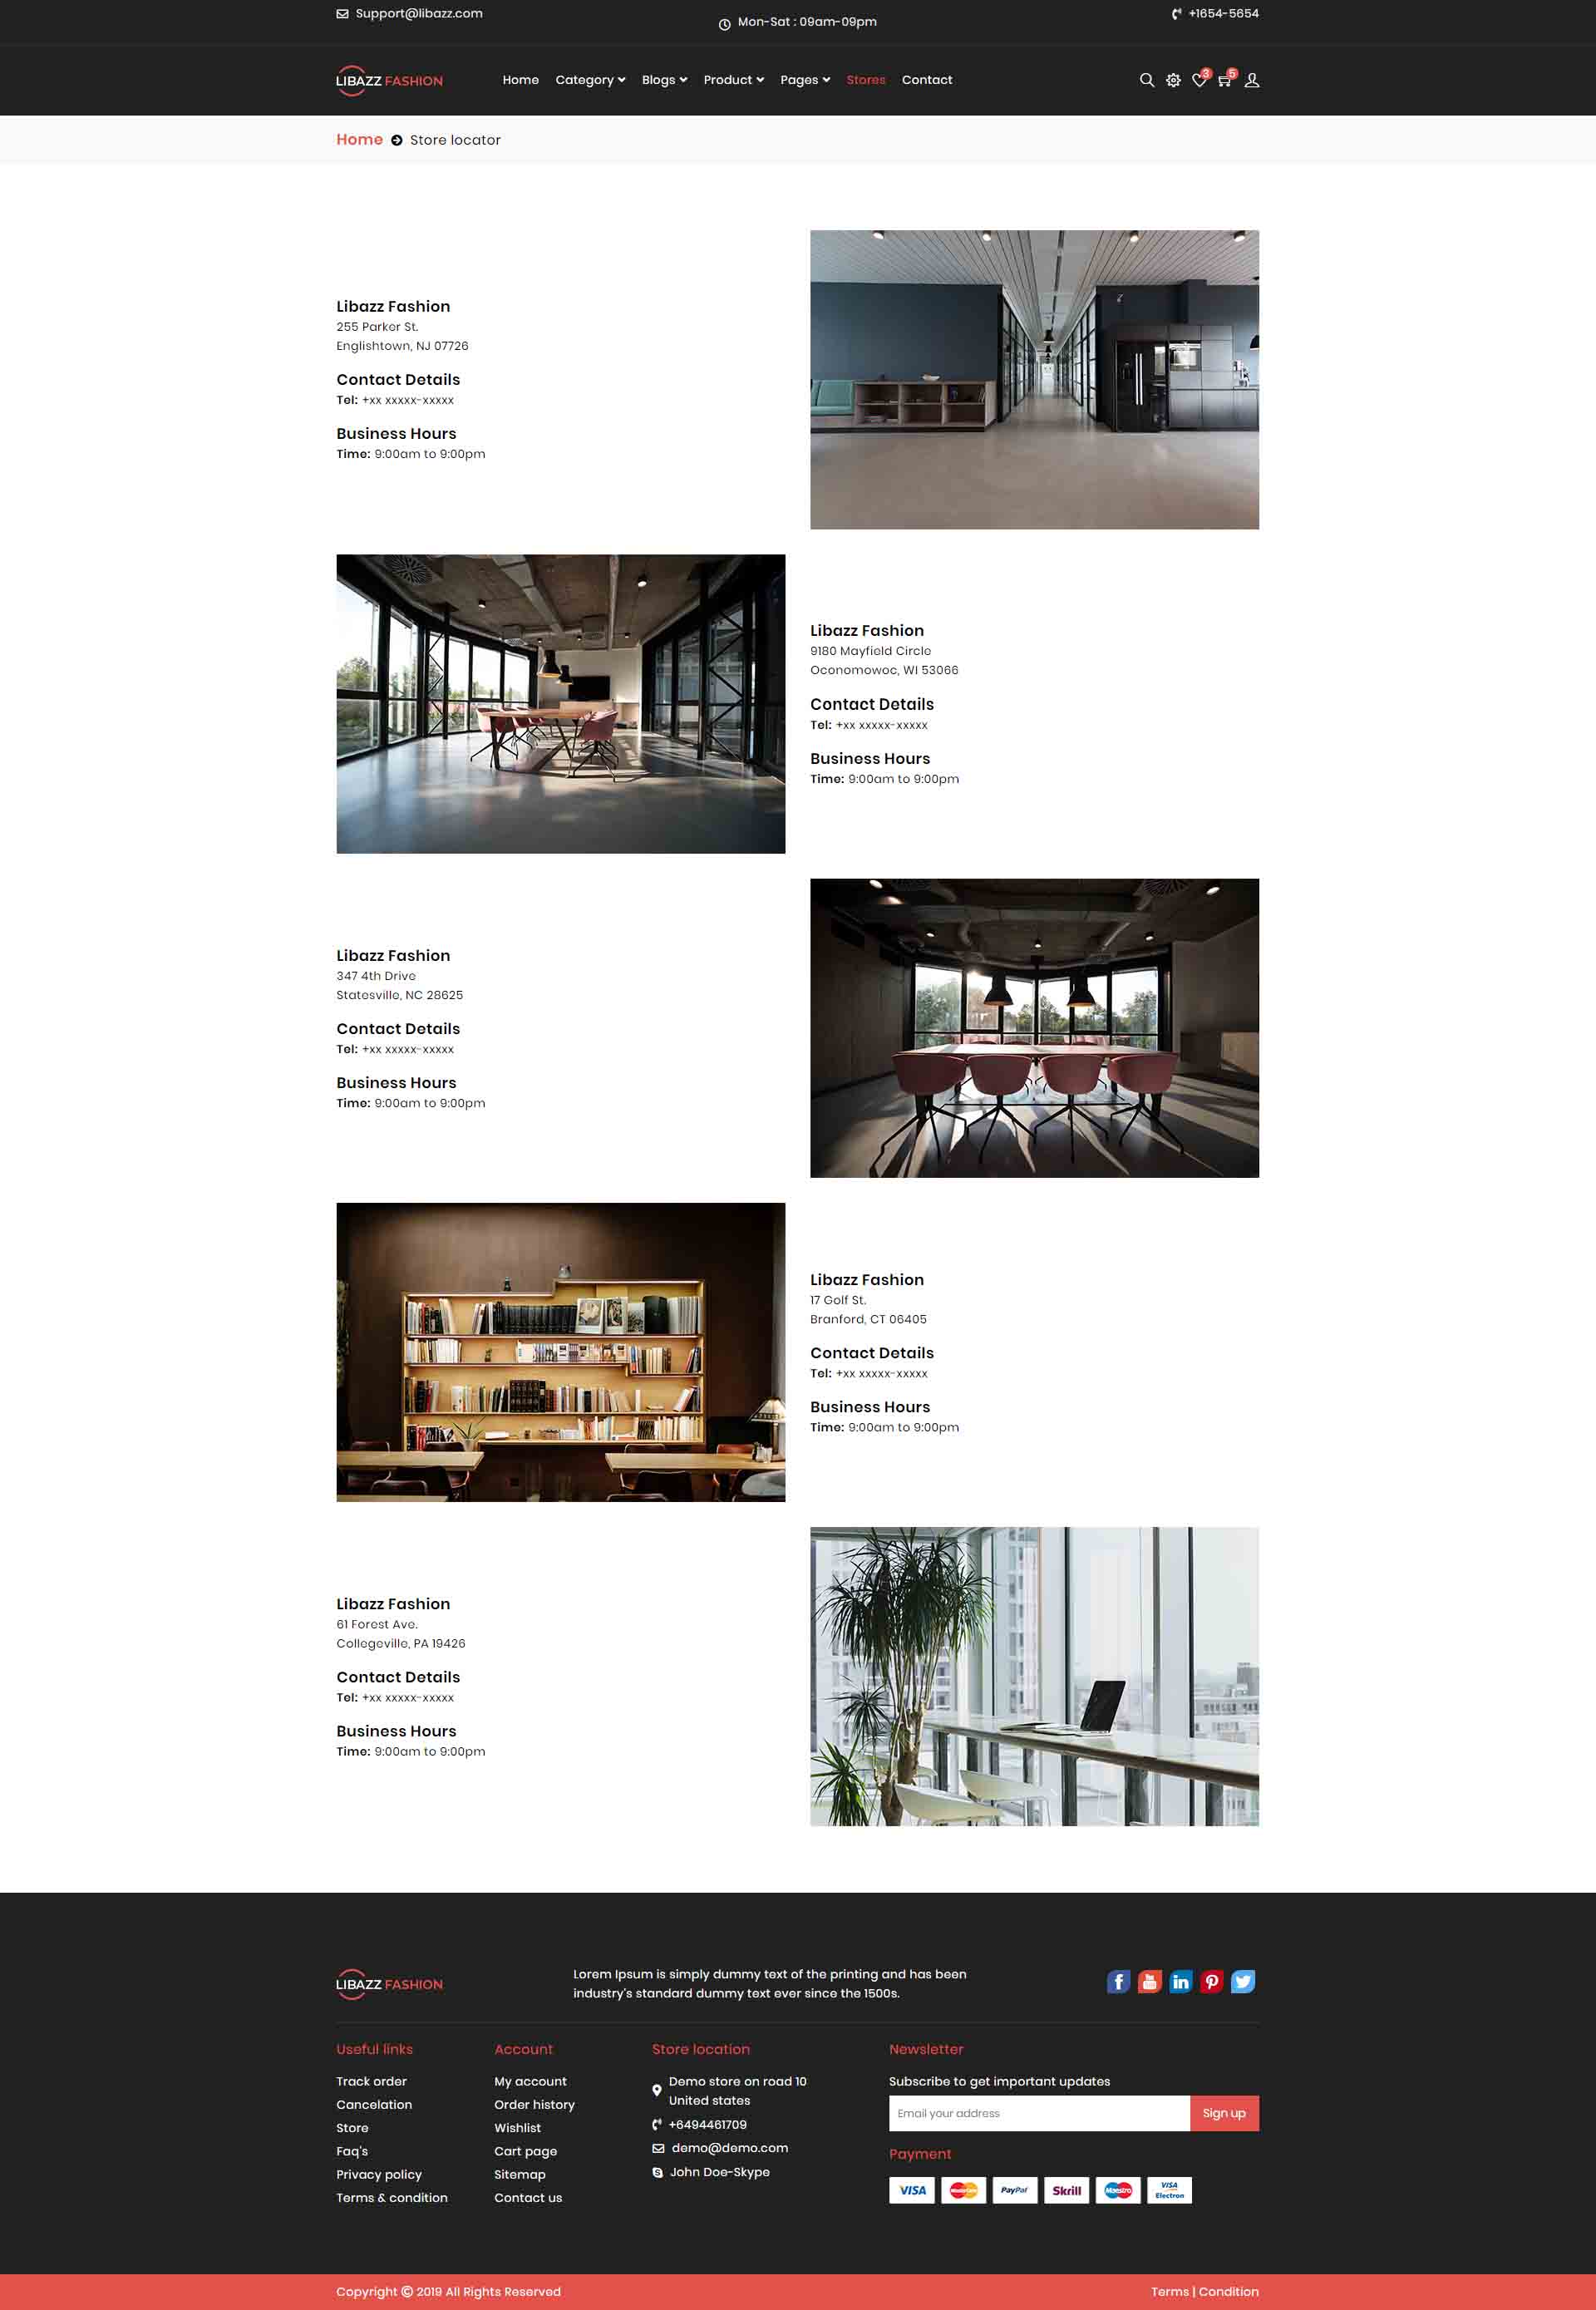 Support@libazz.com
Mon-Sat : 09am-09pm
+1654-5654
LIBAZZ FASHION
Home Category Blogs Product Pages Stores Contact
3 5
Home Store locator
Libazz Fashion
255 Parker St.
Englishtown, NJ 07726
Contact Details
Tel: +xx xxxxx-xxxxx
Business Hours
Time: 9:00am to 9:00pm
Libazz Fashion
9180 Mayfield Circle
Oconomowoc, WI 53066
Contact Details
Tel: +xx xxxxx-xxxxx
Business Hours
Time: 9:00am to 9:00pm
Libazz Fashion
347 4th Drive
Statesville, NC 28625
Contact Details
Tel: +xx xxxxx-xxxxx
Business Hours
Time: 9:00am to 9:00pm
Libazz Fashion
17 Golf St.
Branford, CT 06405
Contact Details
Tel: +xx xxxxx-xxxxx
Business Hours
Time: 9:00am to 9:00pm
Libazz Fashion
61 Forest Ave.
Collegeville, PA 19426
Contact Details
Tel: +xx xxxxx-xxxxx
Business Hours
Time: 9:00am to 9:00pm
LIBAZZ FASHION
Lorem Ipsum is simply dummy text of the printing and has been
industry's standard dummy text ever since the 1500s.
Useful links
Track order
Cancelation
Store
Faq's
Privacy policy
Terms & condition
Account
My account
Order history
Wishlist
Cart page
Sitemap
Contact us
Store location
Demo store on road 10
United states
+6494461709
demo@demo.com
John Doe-Skype
Newsletter
Subscribe to get important updates
Email your address
Sign up
Payment
VISA MasterCard PayPal Skrill Maestro VISA Electron
Copyright © 2019 All Rights Reserved
Terms | Condition